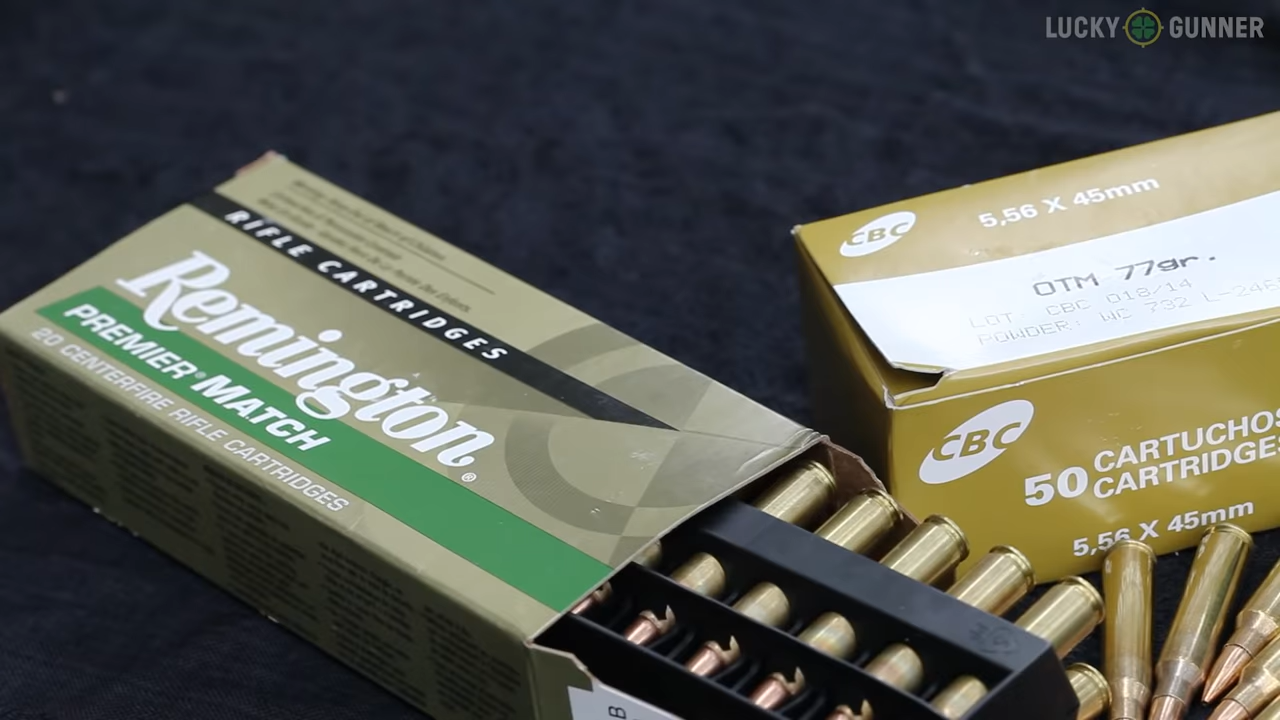 LUCKY GUNNER
RIFLE CARTRIDGES
Remington®
PREMIER® MATCH
20 CENTERFIRE RIFLE CARTRIDGES
CBC
5,56 X 45mm
OTM 77gr.
LOT: CBC 018/14
POWDER: WC 732 L-246
CBC
50 CARTUCHOS
CARTRIDGES
5,56 X 45mm
B